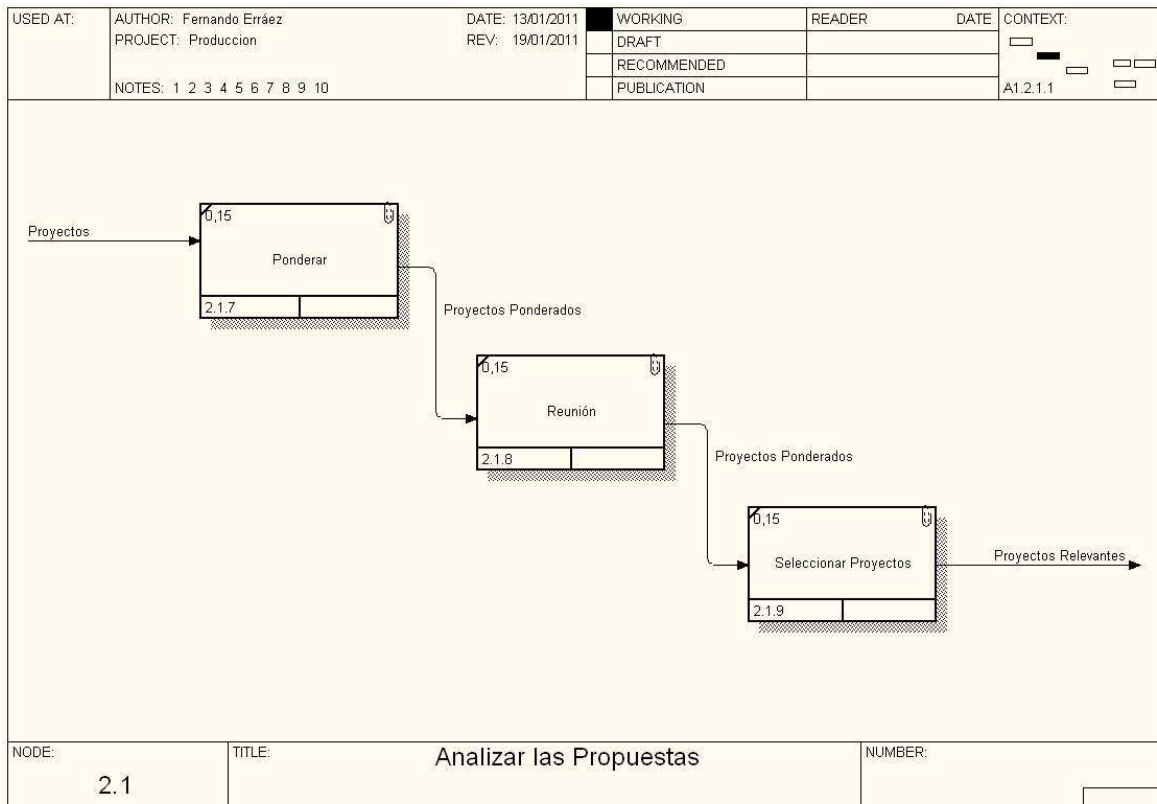 USED AT:
AUTHOR: Fernando Erráez
DATE: 13/01/2011
PROJECT: Produccion
REV: 19/01/2011
NOTES: 1 2 3 4 5 6 7 8 9 10
WORKING
DRAFT
RECOMMENDED
PUBLICATION
READER
DATE
CONTEXT:
A1.2.1.1
Proyectos
0,15
Ponderar
2.1.7
Proyectos Ponderados
0,15
Reunión
2.1.8
Proyectos Ponderados
0,15
Seleccionar Proyectos
2.1.9
Proyectos Relevantes
NODE:
2.1
TITLE:
Analizar las Propuestas
NUMBER: